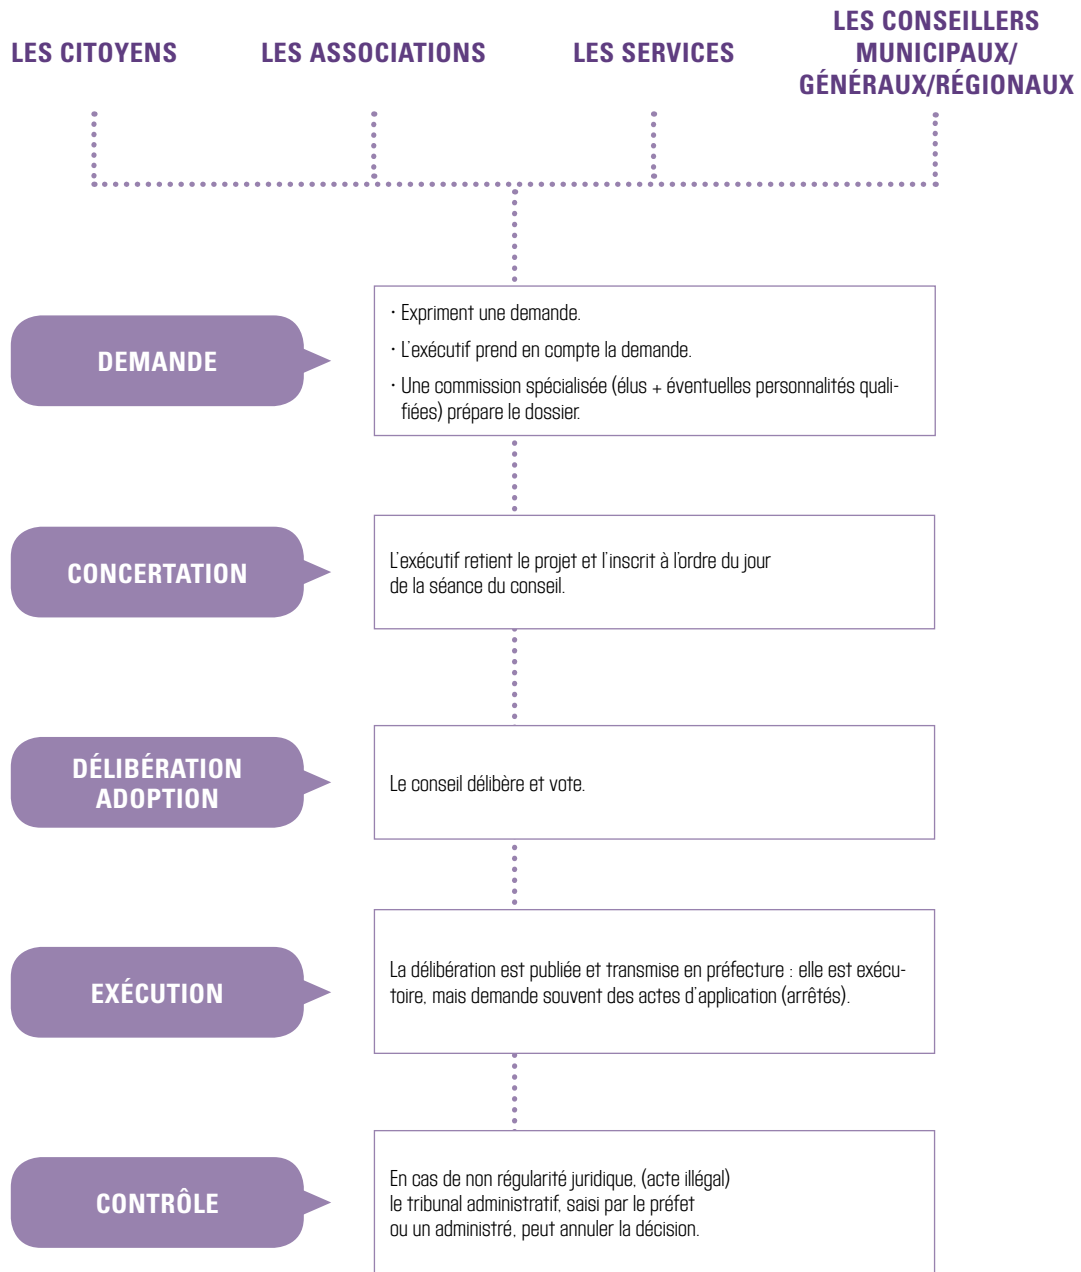 LES CITOYENS
LES ASSOCIATIONS
LES SERVICES
LES CONSEILLERS
MUNICIPAUX/
GÉNÉRAUX/RÉGIONAUX
DEMANDE
· Expriment une demande.
· L'exécutif prend en compte la demande.
· Une commission spécialisée (élus + éventuelles personnalités quali-
fiées) prépare le dossier.
CONCERTATION
L'exécutif retient le projet et l'inscrit à l'ordre du jour
de la séance du conseil.
DÉLIBÉRATION
ADOPTION
Le conseil délibère et vote.
EXÉCUTION
La délibération est publiée et transmise en préfecture : elle est exécu-
toire, mais demande souvent des actes d'application (arrêtés).
CONTRÔLE
En cas de non régularité juridique, (acte illégal)
le tribunal administratif, saisi par le préfet
ou un administré, peut annuler la décision.